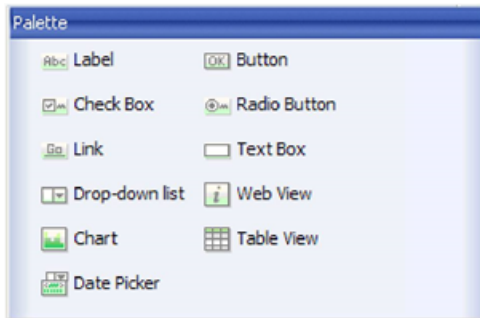 Palette
Abc Label OK Button
Check Box Radio Button
Go Link Text Box
Drop-down list i Web View
Chart Table View
Date Picker